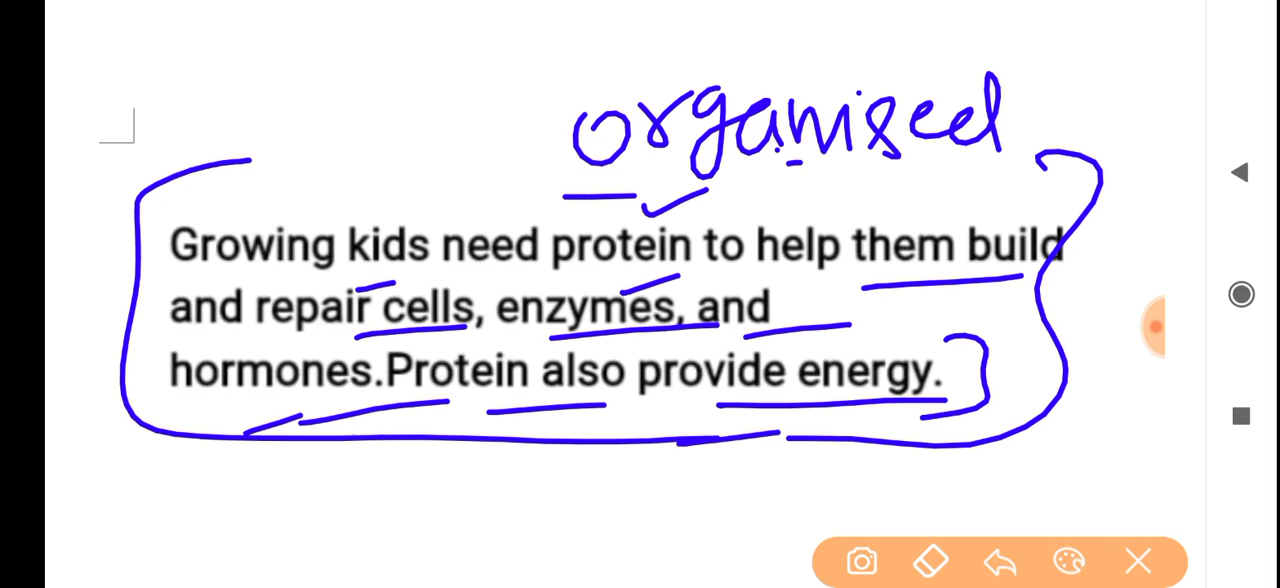 organised
Growing kids need protein to help them build
and repair cells, enzymes, and
hormones.Protein also provide energy.